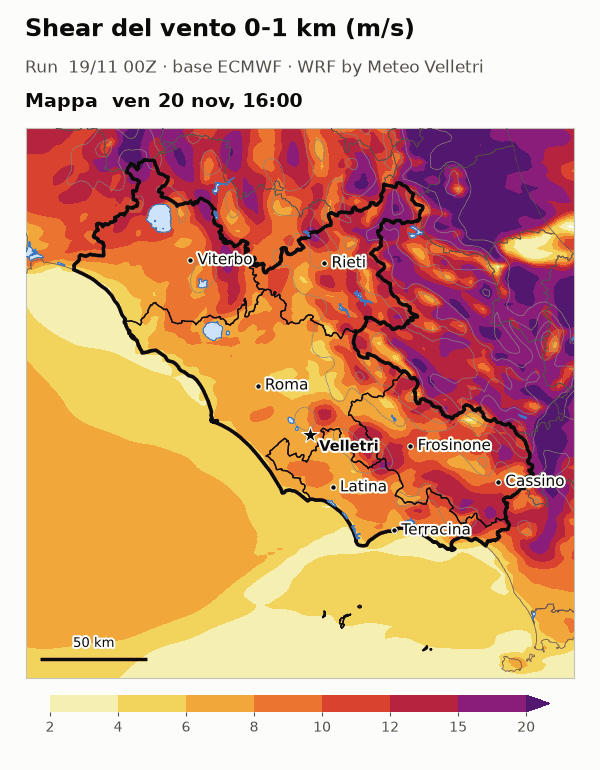 Shear del vento 0-1 km (m/s)
Run  19/11 00Z · base ECMWF · WRF by Meteo Velletri
Mappa  ven 20 nov, 16:00
Viterbo
Rieti
Roma
Velletri
Frosinone
Cassino
Latina
Terracina
50 km
2 4 6 8 10 12 15 20